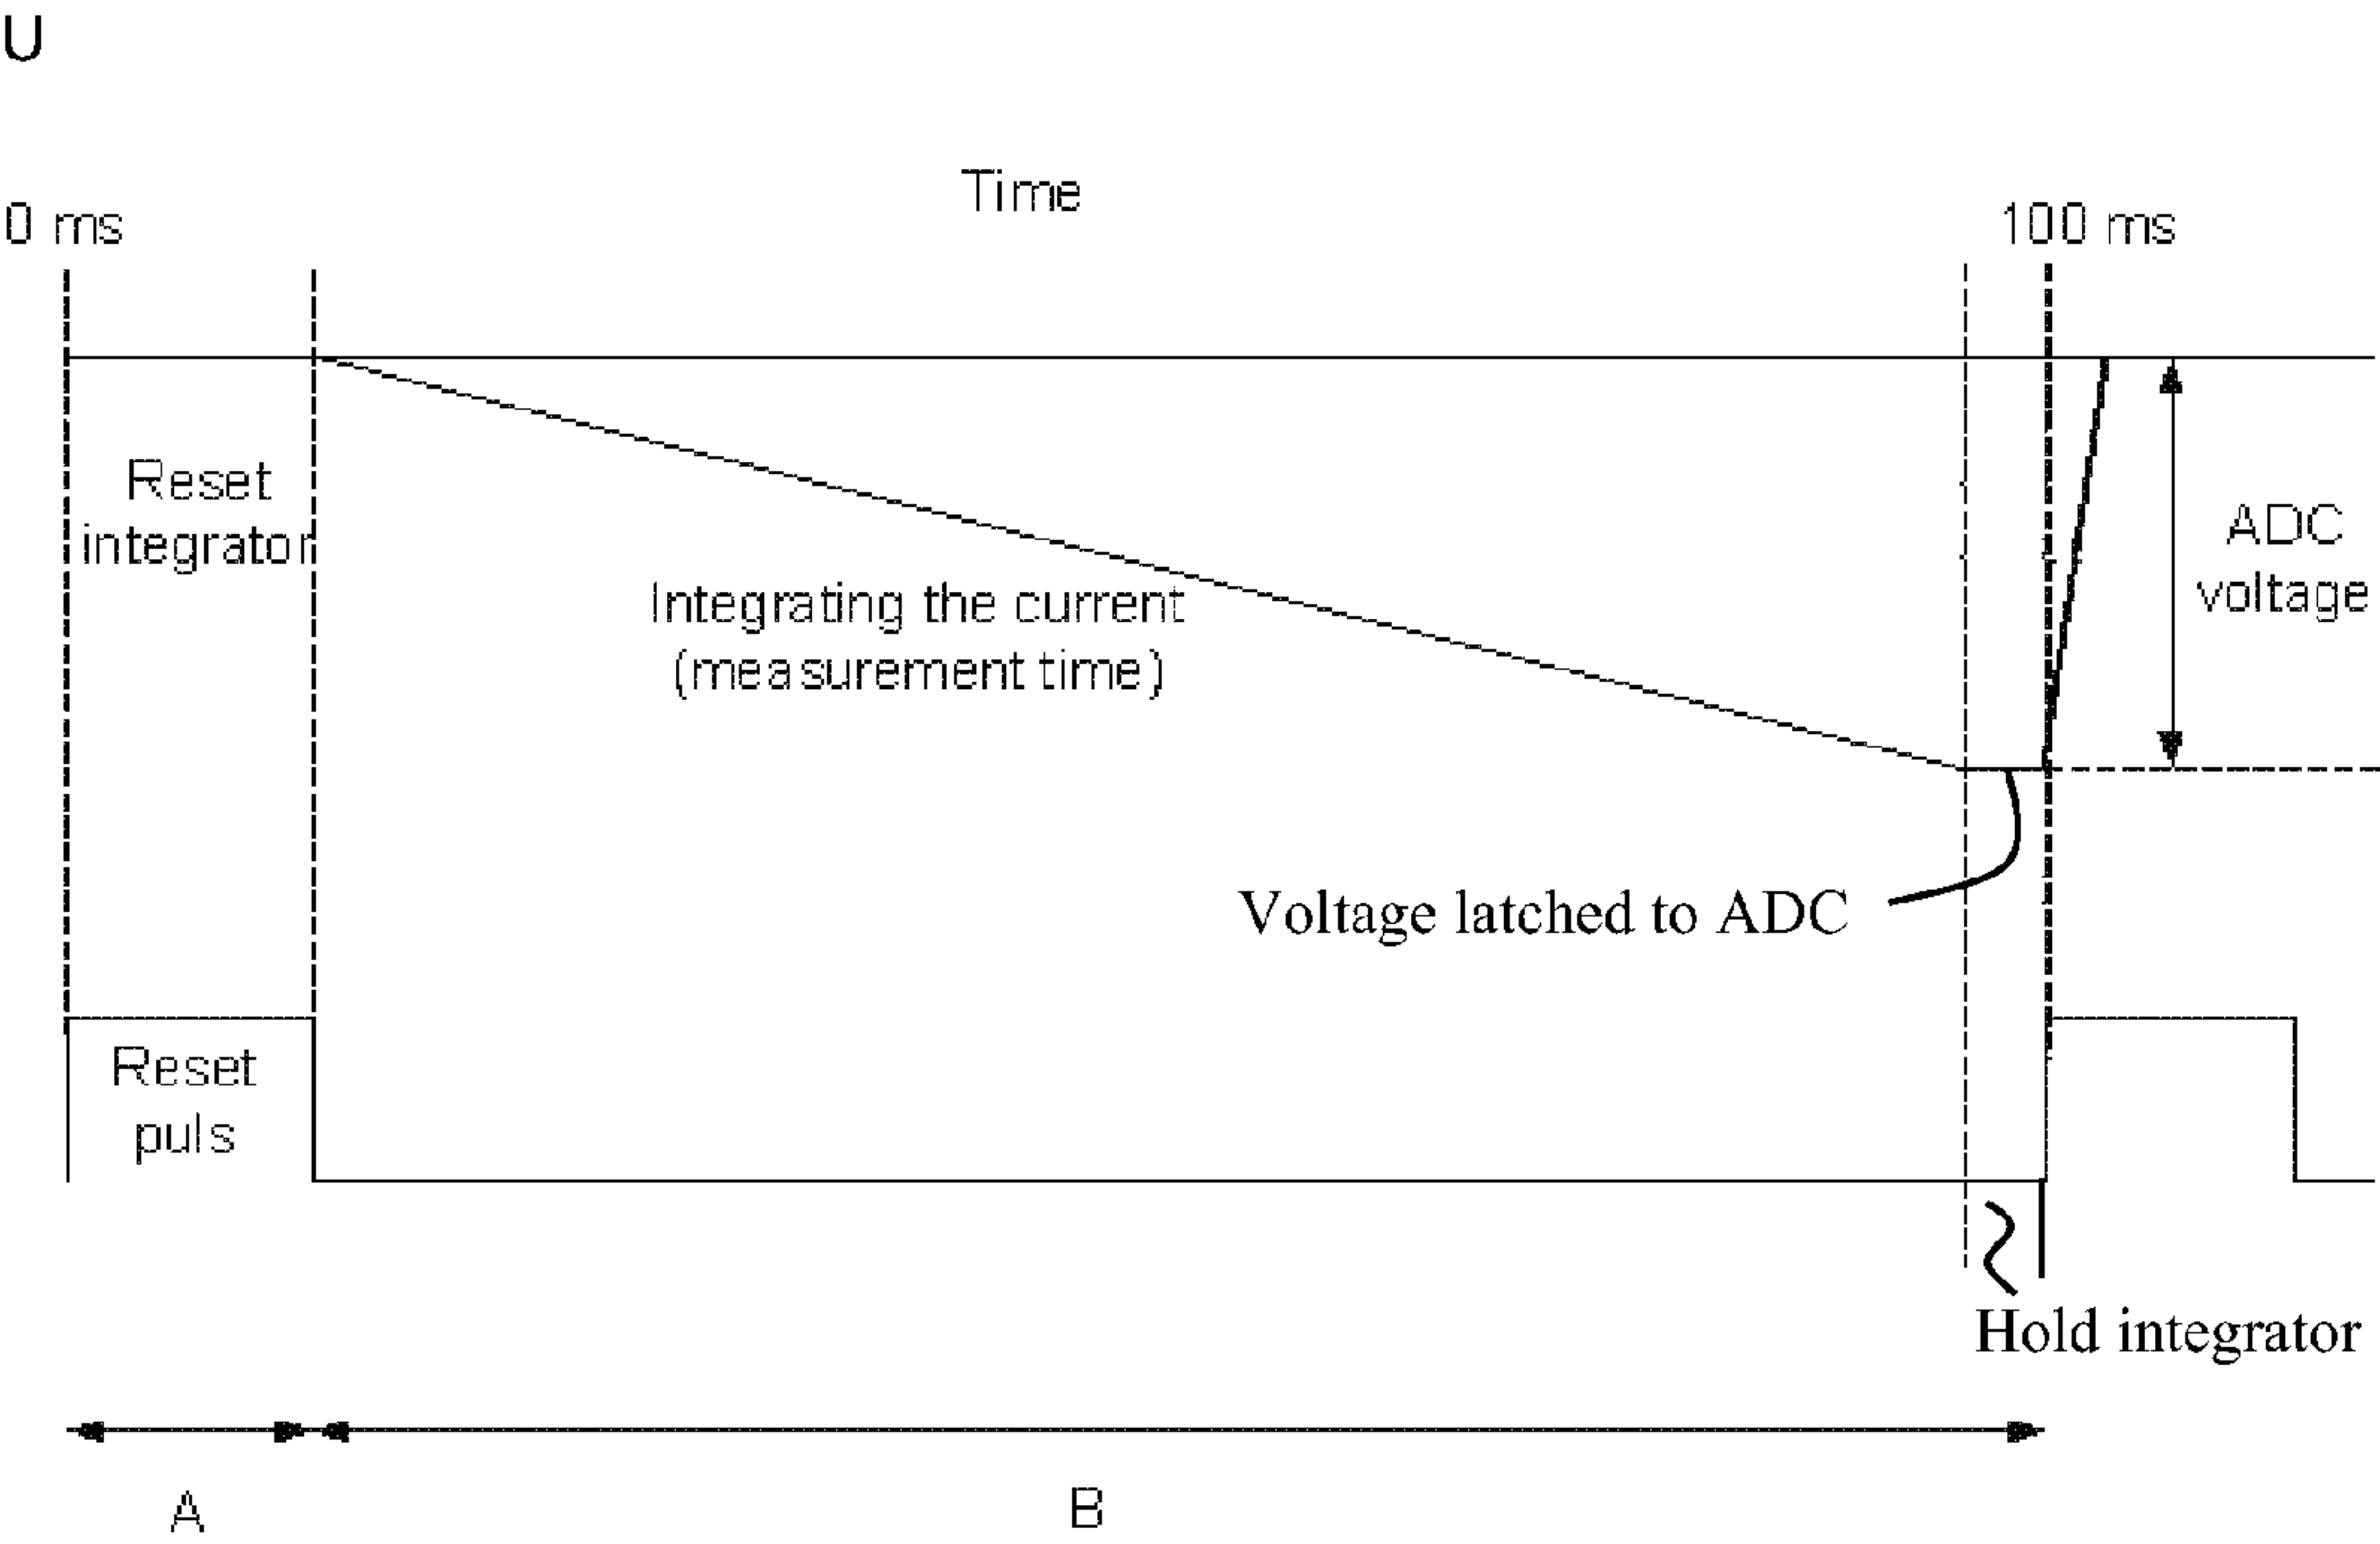 U
Time
0 ms
100 ms
Reset
integrator
Integrating the current
(measurement time)
ADC
voltage
Voltage latched to ADC
Reset
puls
Hold integrator
A
B